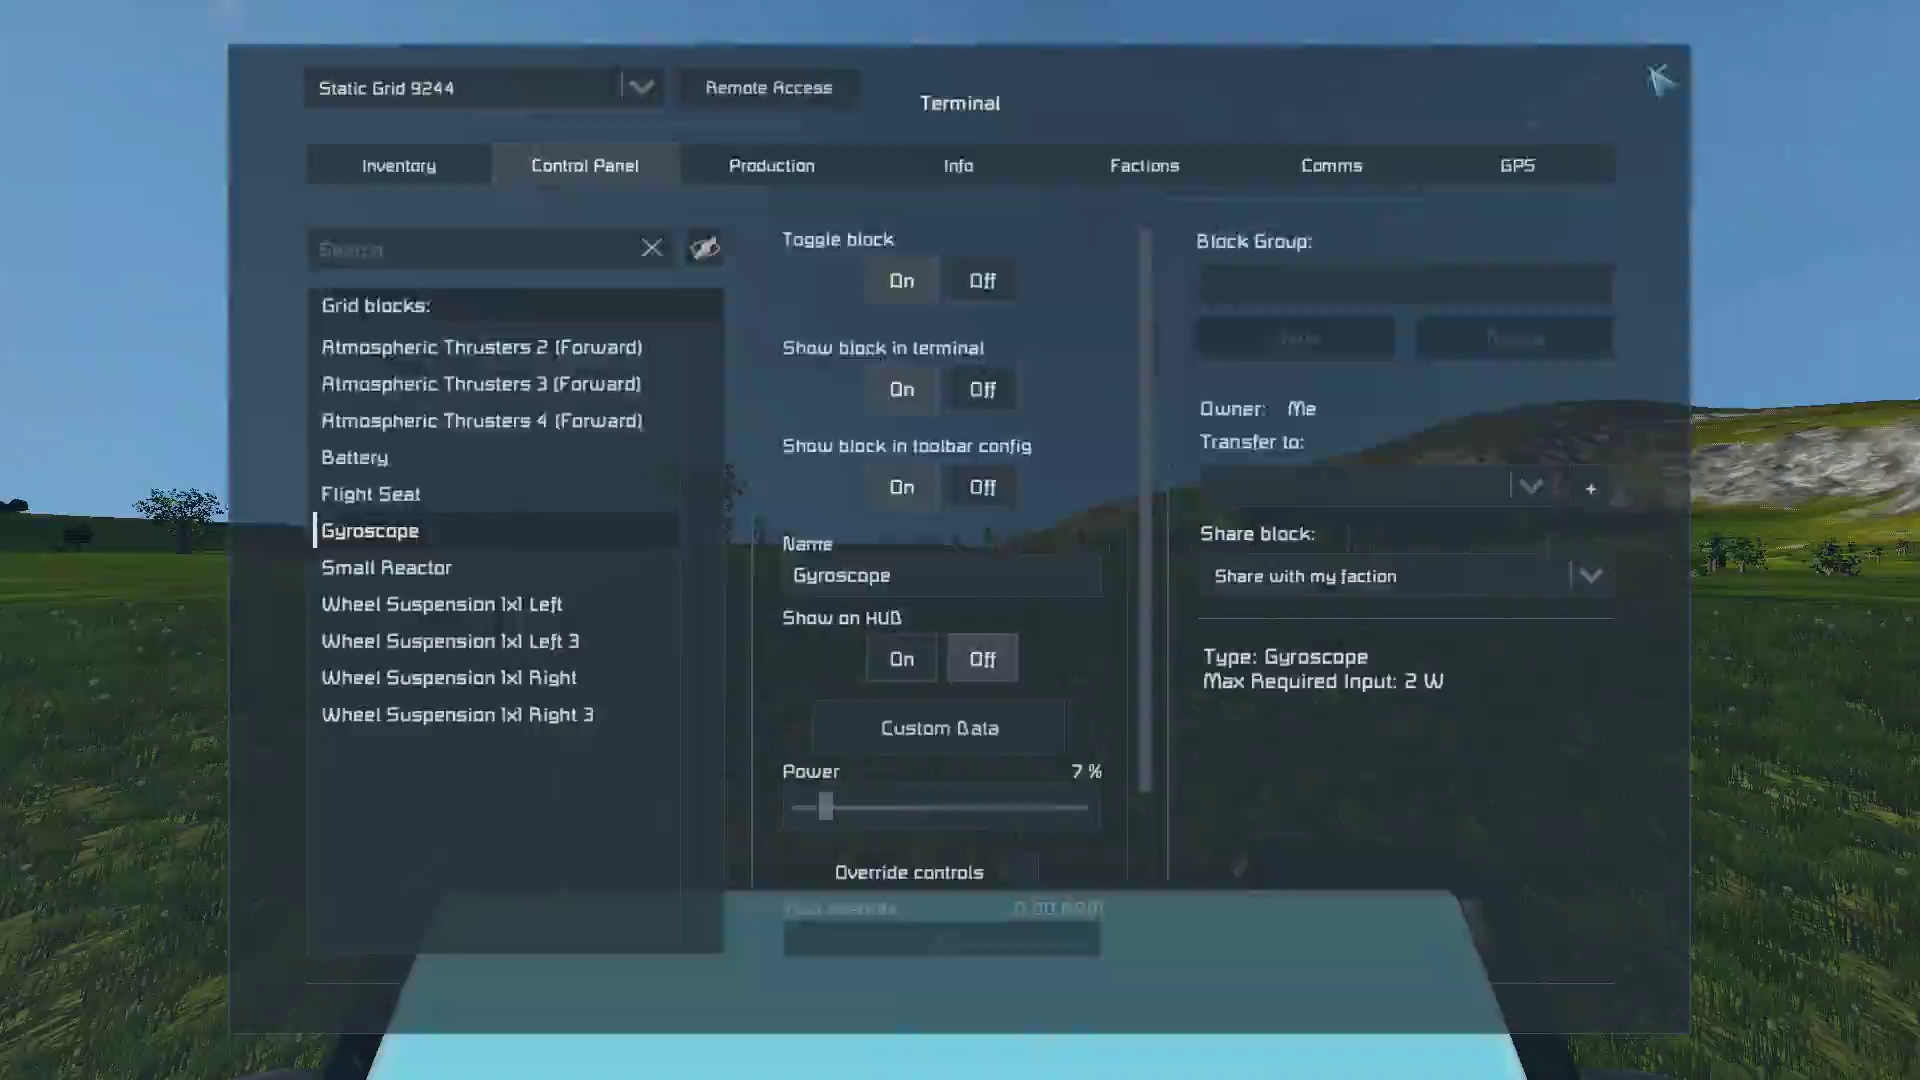 Static Grid 9244
Remote Access
Terminal
Inventory
Control Panel
Production
Info
Factions
Comms
GPS
Search
Grid blocks:
Atmospheric Thrusters 2 (Forward)
Atmospheric Thrusters 3 (Forward)
Atmospheric Thrusters 4 (Forward)
Battery
Flight Seat
Gyroscope
Small Reactor
Wheel Suspension 1x1 Left
Wheel Suspension 1x1 Left 3
Wheel Suspension 1x1 Right
Wheel Suspension 1x1 Right 3
Toggle block
On Off
Show block in terminal
On Off
Show block in toolbar config
On Off
Name
Gyroscope
Show on HUD
On Off
Custom Data
Power 7 %
Override controls
0.00 RPM
Block Group:
Owner: Me
Transfer to:
+
Share block:
Share with my faction
Type: Gyroscope
Max Required Input: 2 W